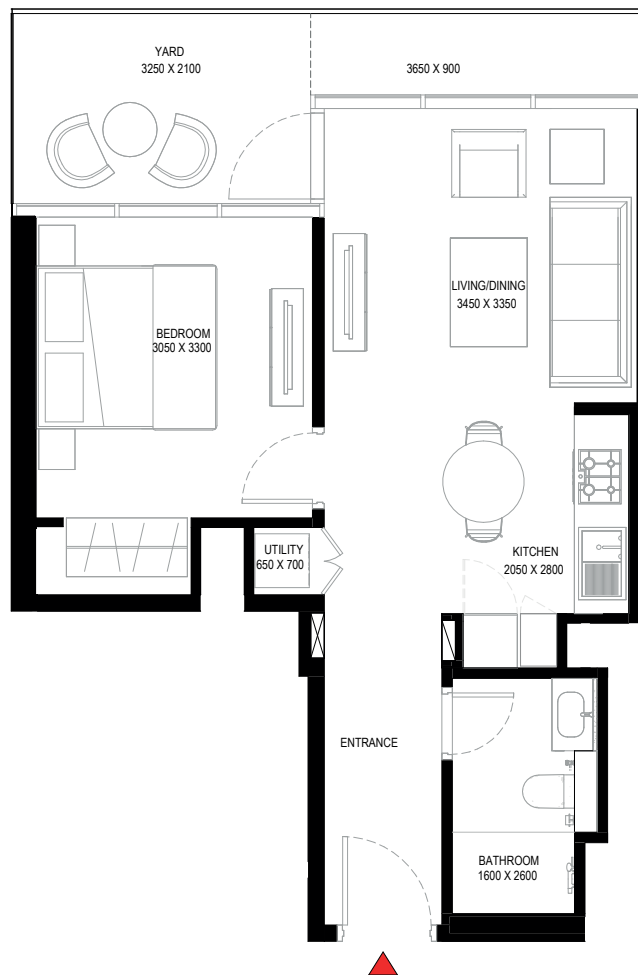 YARD
3250 X 2100
3650 X 900
LIVING/DINING
3450 X 3350
BEDROOM
3050 X 3300
UTILITY
650 X 700
KITCHEN
2050 X 2800
ENTRANCE
BATHROOM
1600 X 2600